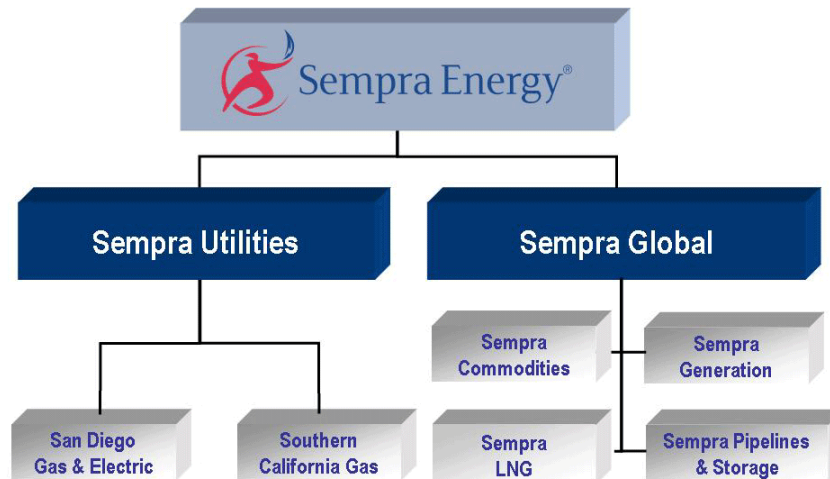 Sempra Energy®
Sempra Utilities
Sempra Global
Sempra
Commodities
Sempra
Generation
San Diego
Gas & Electric
Southern
California Gas
Sempra
LNG
Sempra Pipelines
& Storage